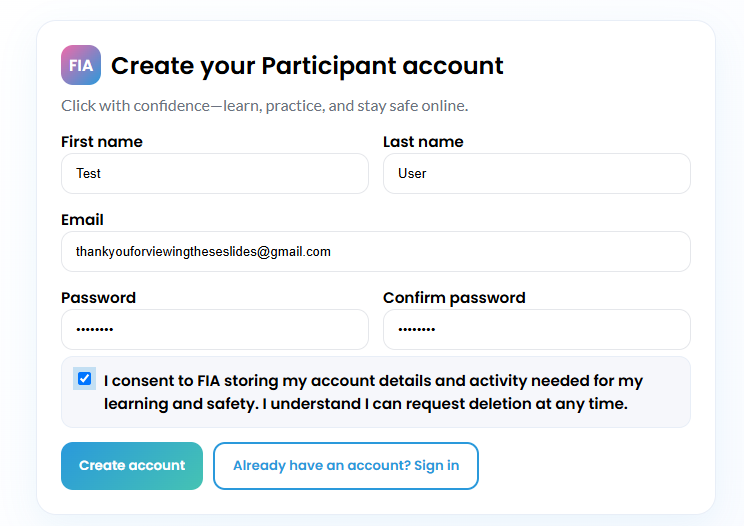 FIA Create your Participant account
Click with confidence—learn, practice, and stay safe online.
First name Last name
Test User
Email
thankyouforviewingtheseslides@gmail.com
Password Confirm password
•••••••• ••••••••
I consent to FIA storing my account details and activity needed for my
learning and safety. I understand I can request deletion at any time.
Create account Already have an account? Sign in